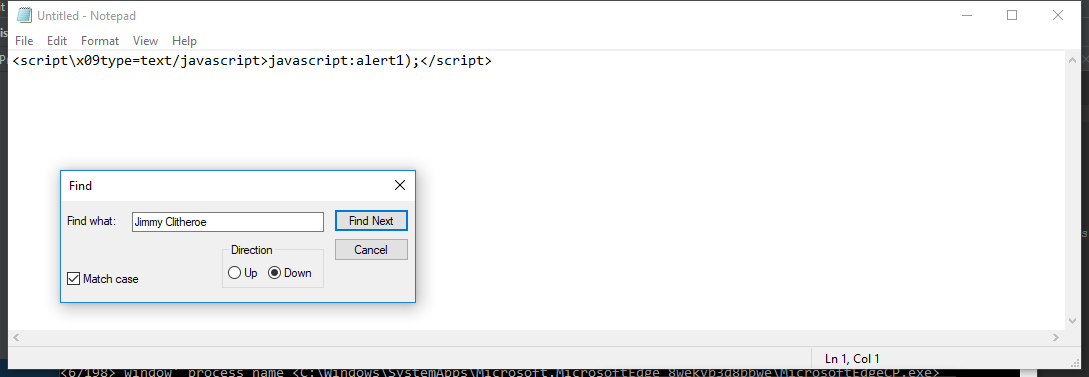 Untitled - Notepad
File Edit Format View Help
<script\x09type=text/javascript>javascript:alert1);</script>
Find
Find what: Jimmy Clitheroe Find Next
Direction Cancel
Up Down
Match case
Ln 1, Col 1
<6/198> Window' process name <C:\Windows\SystemApps\Microsoft.MicrosoftEdge_8wekyb3d8bbwe\MicrosoftEdgeCP.exe>